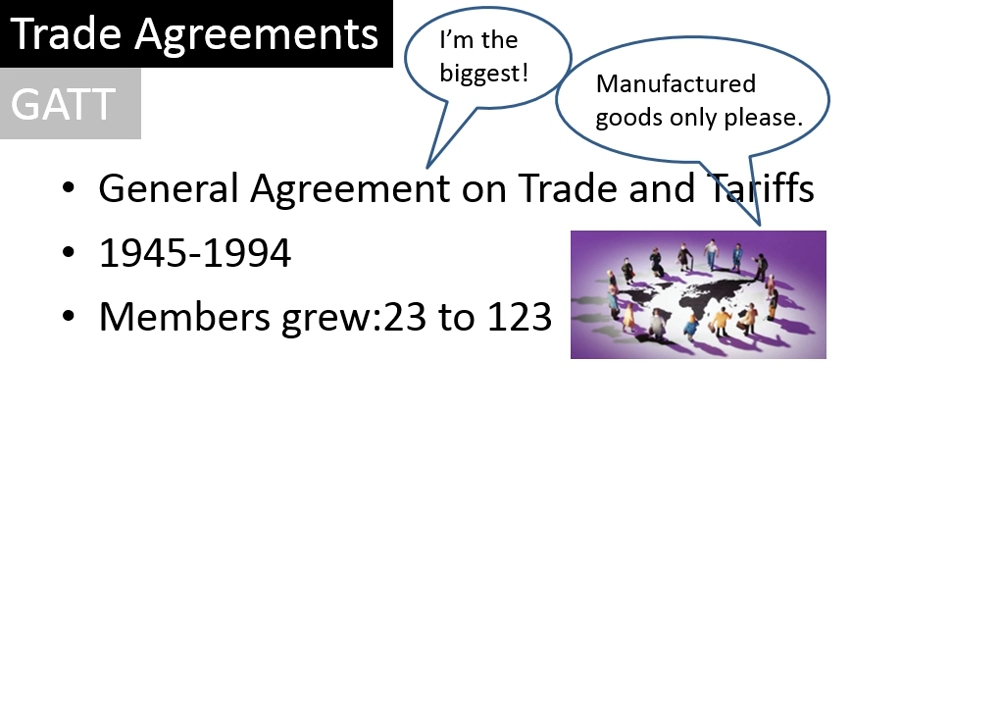 Trade Agreements
GATT
I'm the
biggest!
Manufactured
goods only please.
• General Agreement on Trade and Tariffs
• 1945-1994
• Members grew:23 to 123